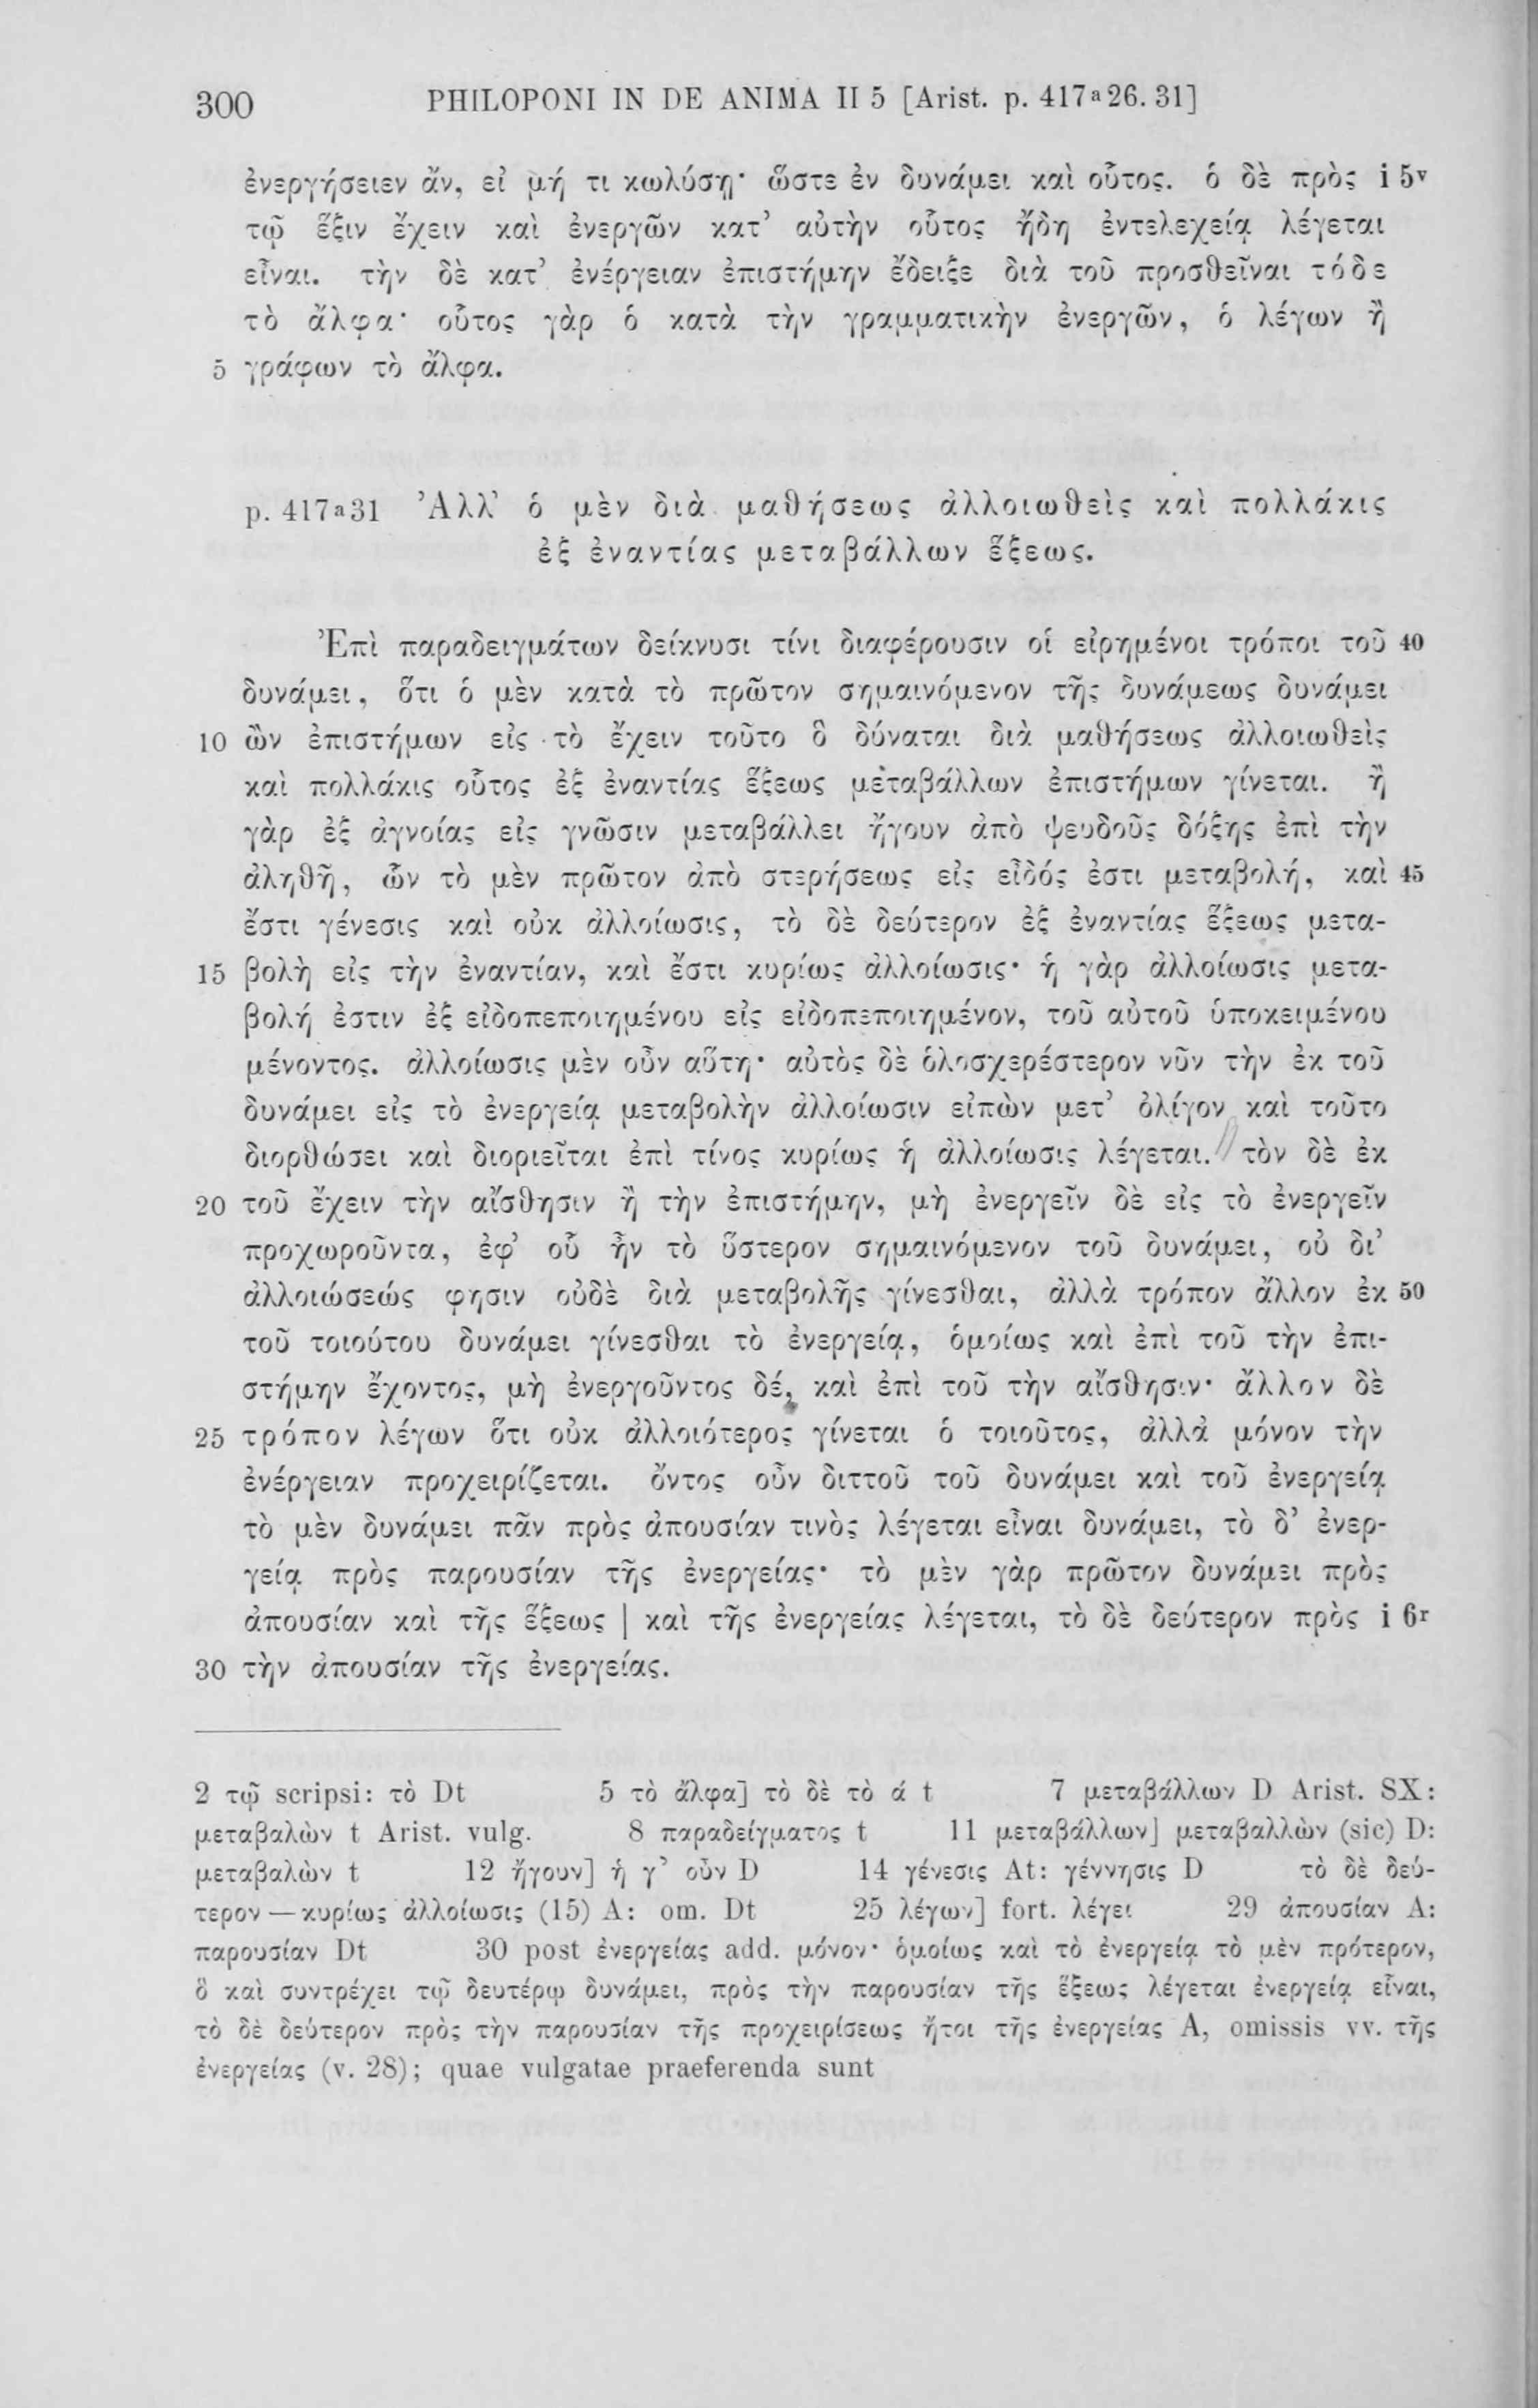 300 PHILOPONI IN DE ANIMA II 5 [Arist. p. 417ª26. 31]
ἐνεργήσειεν ἄν, εἰ μή τι κωλύσῃ· ὥστε ἐν δυνάμει καὶ οὗτος. ὁ δὲ πρὸς i 5ᵛ
τῷ ἕξιν ἔχειν καὶ ἐνεργῶν κατ’ αὐτὴν οὗτος ἤδη ἐντελεχείᾳ λέγεται
εἶναι. τὴν δὲ κατ’ ἐνέργειαν ἐπιστήμην ἔδειξε διὰ τοῦ προσθεῖναι τόδε
τὸ ἄλφα· οὗτος γὰρ ὁ κατὰ τὴν γραμματικὴν ἐνεργῶν, ὁ λέγων ἢ
5 γράφων τὸ ἄλφα.
p. 417ª31 Ἀλλ’ ὁ μὲν διὰ μαθήσεως ἀλλοιωθεὶς καὶ πολλάκις
ἐξ ἐναντίας μεταβάλλων ἕξεως.
Ἐπὶ παραδειγμάτων δείκνυσι τίνι διαφέρουσιν οἱ εἰρημένοι τρόποι τοῦ 40
δυνάμει, ὅτι ὁ μὲν κατὰ τὸ πρῶτον σημαινόμενον τῆς δυνάμεως δυνάμει
10 ὢν ἐπιστήμων εἰς τὸ ἔχειν τοῦτο ὃ δύναται διὰ μαθήσεως ἀλλοιωθεὶς
καὶ πολλάκις οὗτος ἐξ ἐναντίας ἕξεως μεταβάλλων ἐπιστήμων γίνεται. ἢ
γὰρ ἐξ ἀγνοίας εἰς γνῶσιν μεταβάλλει ἤγουν ἀπὸ ψευδοῦς δόξης ἐπὶ τὴν
ἀληθῆ, ὧν τὸ μὲν πρῶτον ἀπὸ στερήσεως εἰς εἶδός ἐστι μεταβολή, καὶ 45
ἔστι γένεσις καὶ οὐκ ἀλλοίωσις, τὸ δὲ δεύτερον ἐξ ἐναντίας ἕξεως μετα-
15 βολὴ εἰς τὴν ἐναντίαν, καὶ ἔστι κυρίως ἀλλοίωσις· ἡ γὰρ ἀλλοίωσις μετα-
βολή ἐστιν ἐξ εἰδοπεποιημένου εἰς εἰδοπεποιημένον, τοῦ αὐτοῦ ὑποκειμένου
μένοντος. ἀλλοίωσις μὲν οὖν αὕτη· αὐτὸς δὲ ὁλοσχερέστερον νῦν τὴν ἐκ τοῦ
δυνάμει εἰς τὸ ἐνεργείᾳ μεταβολὴν ἀλλοίωσιν εἰπὼν μετ’ ὀλίγον καὶ τοῦτο
διορθώσει καὶ διοριεῖται ἐπὶ τίνος κυρίως ἡ ἀλλοίωσις λέγεται. τὸν δὲ ἐκ
20 τοῦ ἔχειν τὴν αἴσθησιν ἢ τὴν ἐπιστήμην, μὴ ἐνεργεῖν δὲ εἰς τὸ ἐνεργεῖν
προχωροῦντα, ἐφ’ οὗ ἦν τὸ ὕστερον σημαινόμενον τοῦ δυνάμει, οὐ δι’
ἀλλοιώσεώς φησιν οὐδὲ διὰ μεταβολῆς γίνεσθαι, ἀλλὰ τρόπον ἄλλον ἐκ 50
τοῦ τοιούτου δυνάμει γίνεσθαι τὸ ἐνεργείᾳ, ὁμοίως καὶ ἐπὶ τοῦ τὴν ἐπι-
στήμην ἔχοντος, μὴ ἐνεργοῦντος δέ, καὶ ἐπὶ τοῦ τὴν αἴσθησιν· ἄλλον δὲ
25 τρόπον λέγων ὅτι οὐκ ἀλλοιότερος γίνεται ὁ τοιοῦτος, ἀλλὰ μόνον τὴν
ἐνέργειαν προχειρίζεται. ὄντος οὖν διττοῦ τοῦ δυνάμει καὶ τοῦ ἐνεργείᾳ
τὸ μὲν δυνάμει πᾶν πρὸς ἀπουσίαν τινὸς λέγεται εἶναι δυνάμει, τὸ δ’ ἐνερ-
γείᾳ πρὸς παρουσίαν τῆς ἐνεργείας· τὸ μὲν γὰρ πρῶτον δυνάμει πρὸς
ἀπουσίαν καὶ τῆς ἕξεως | καὶ τῆς ἐνεργείας λέγεται, τὸ δὲ δεύτερον πρὸς i 6ʳ
30 τὴν ἀπουσίαν τῆς ἐνεργείας.
2 τῷ scripsi: τὸ Dt 5 τὸ ἄλφα] τὸ δὲ τὸ ά t 7 μεταβάλλων D Arist. SX:
μεταβαλὼν t Arist. vulg. 8 παραδείγματος t 11 μεταβάλλων] μεταβαλλὼν (sic) D:
μεταβαλὼν t 12 ἤγουν] ἡ γ’ οὖν D 14 γένεσις At: γέννησις D τὸ δὲ δεύ-
τερον — κυρίως ἀλλοίωσις (15) A: om. Dt 25 λέγων] fort. λέγει 29 ἀπουσίαν A:
παρουσίαν Dt 30 post ἐνεργείας add. μόνον· ὁμοίως καὶ τὸ ἐνεργείᾳ τὸ μὲν πρότερον,
ὃ καὶ συντρέχει τῷ δευτέρῳ δυνάμει, πρὸς τὴν παρουσίαν τῆς ἕξεως λέγεται ἐνεργείᾳ εἶναι,
τὸ δὲ δεύτερον πρὸς τὴν παρουσίαν τῆς προχειρίσεως ἤτοι τῆς ἐνεργείας A, omissis vv. τῆς
ἐνεργείας (v. 28); quae vulgatae praeferenda sunt